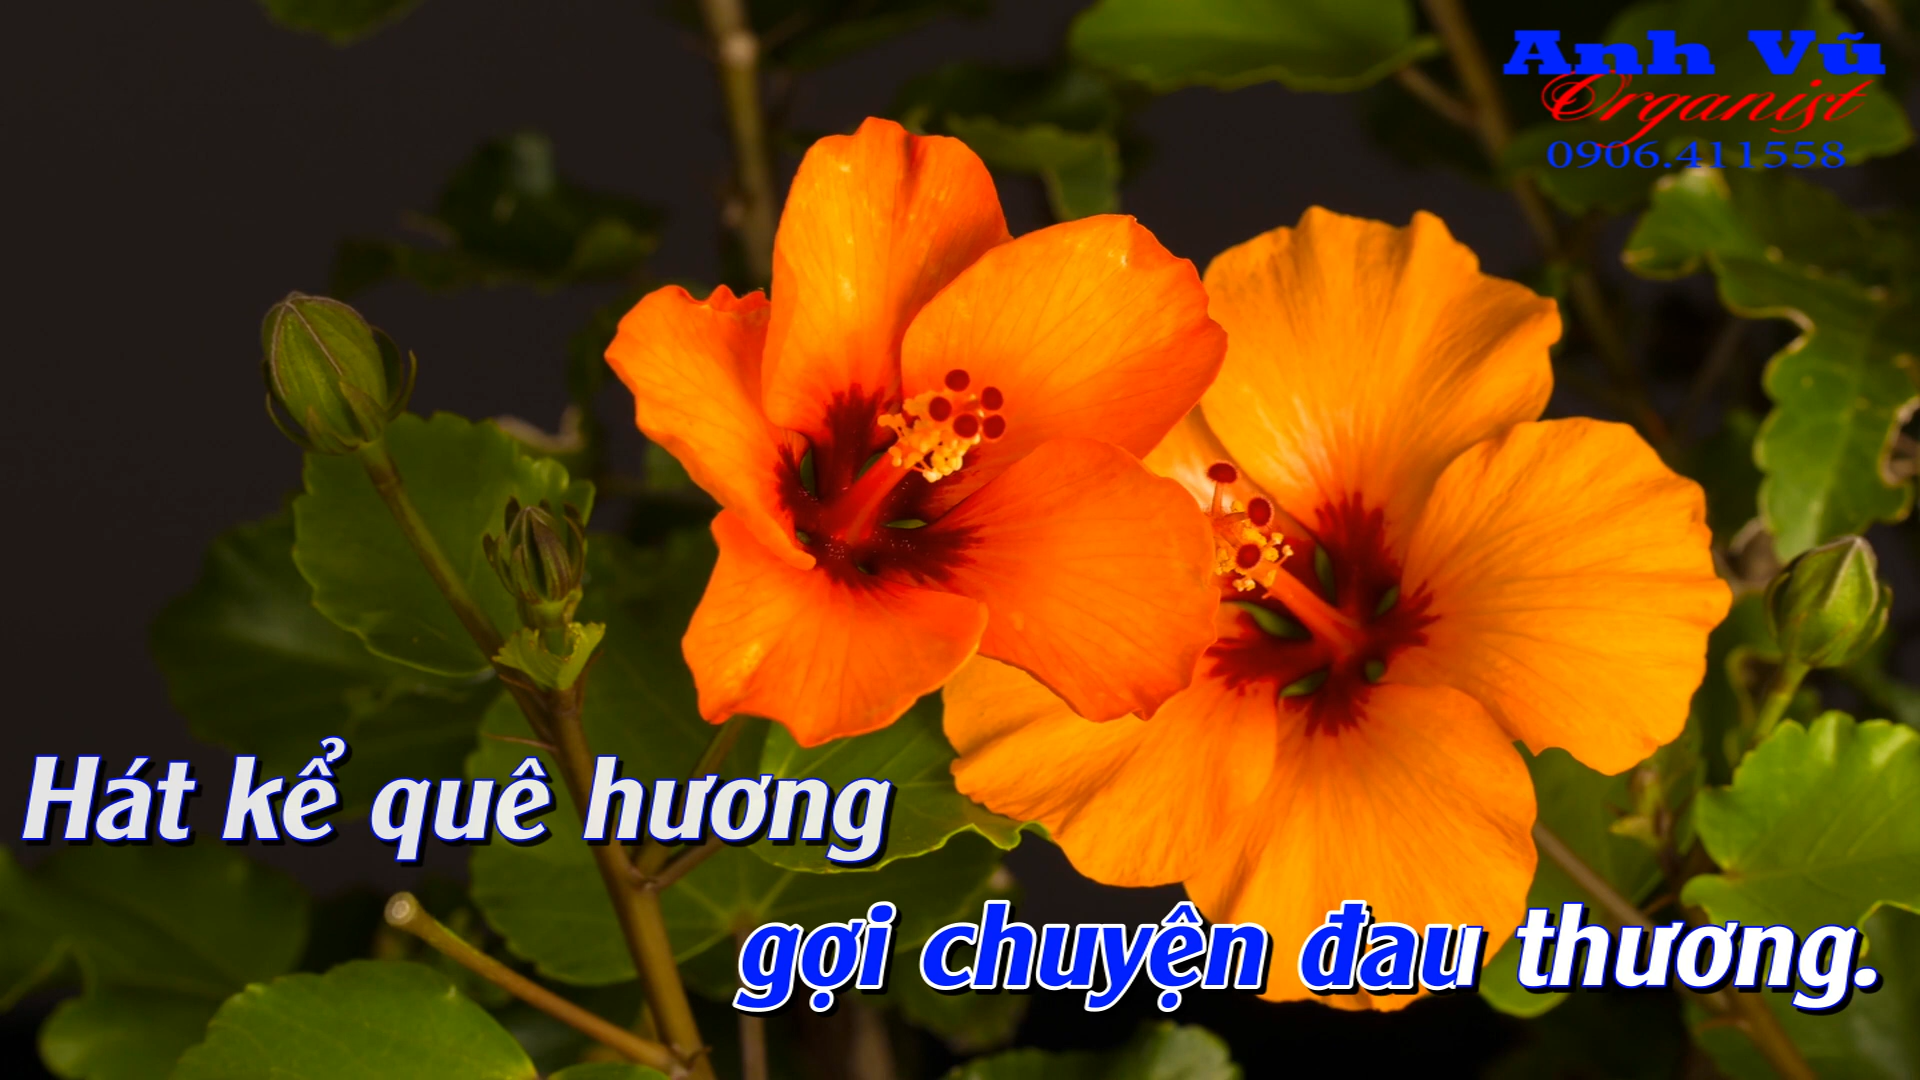 Anh Vũ
Organist
0906.411558
Hát kể quê hương
gợi chuyện đau thương.